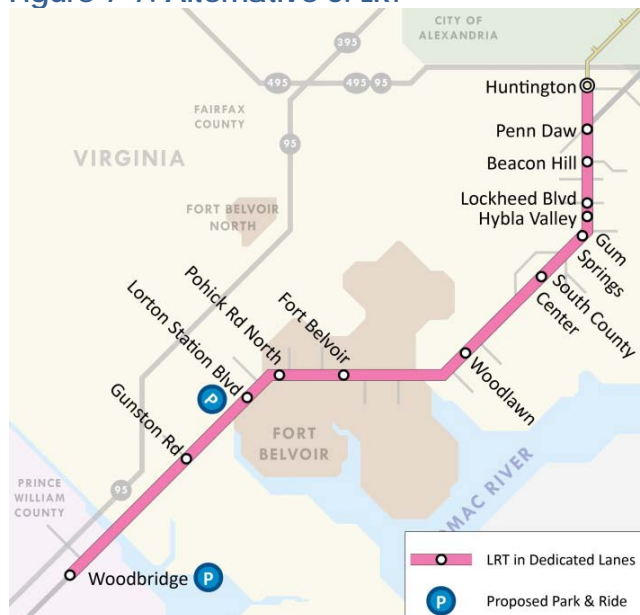 CITY OF
ALEXANDRIA
395
495
495
95
Huntington
FAIRFAX
COUNTY
95
Penn Daw
VIRGINIA
Beacon Hill
Lockheed Blvd
FORT BELVOIR
NORTH
Hybla Valley
Gum
Springs
South County
Center
Pohick Rd North
Fort Belvoir
Lorton Station Blvd
Woodlawn
P
Gunston Rd
FORT
BELVOIR
PRINCE
WILLIAM
COUNTY
95
OMAC RIVER
LRT in Dedicated Lanes
Woodbridge P
P Proposed Park & Ride